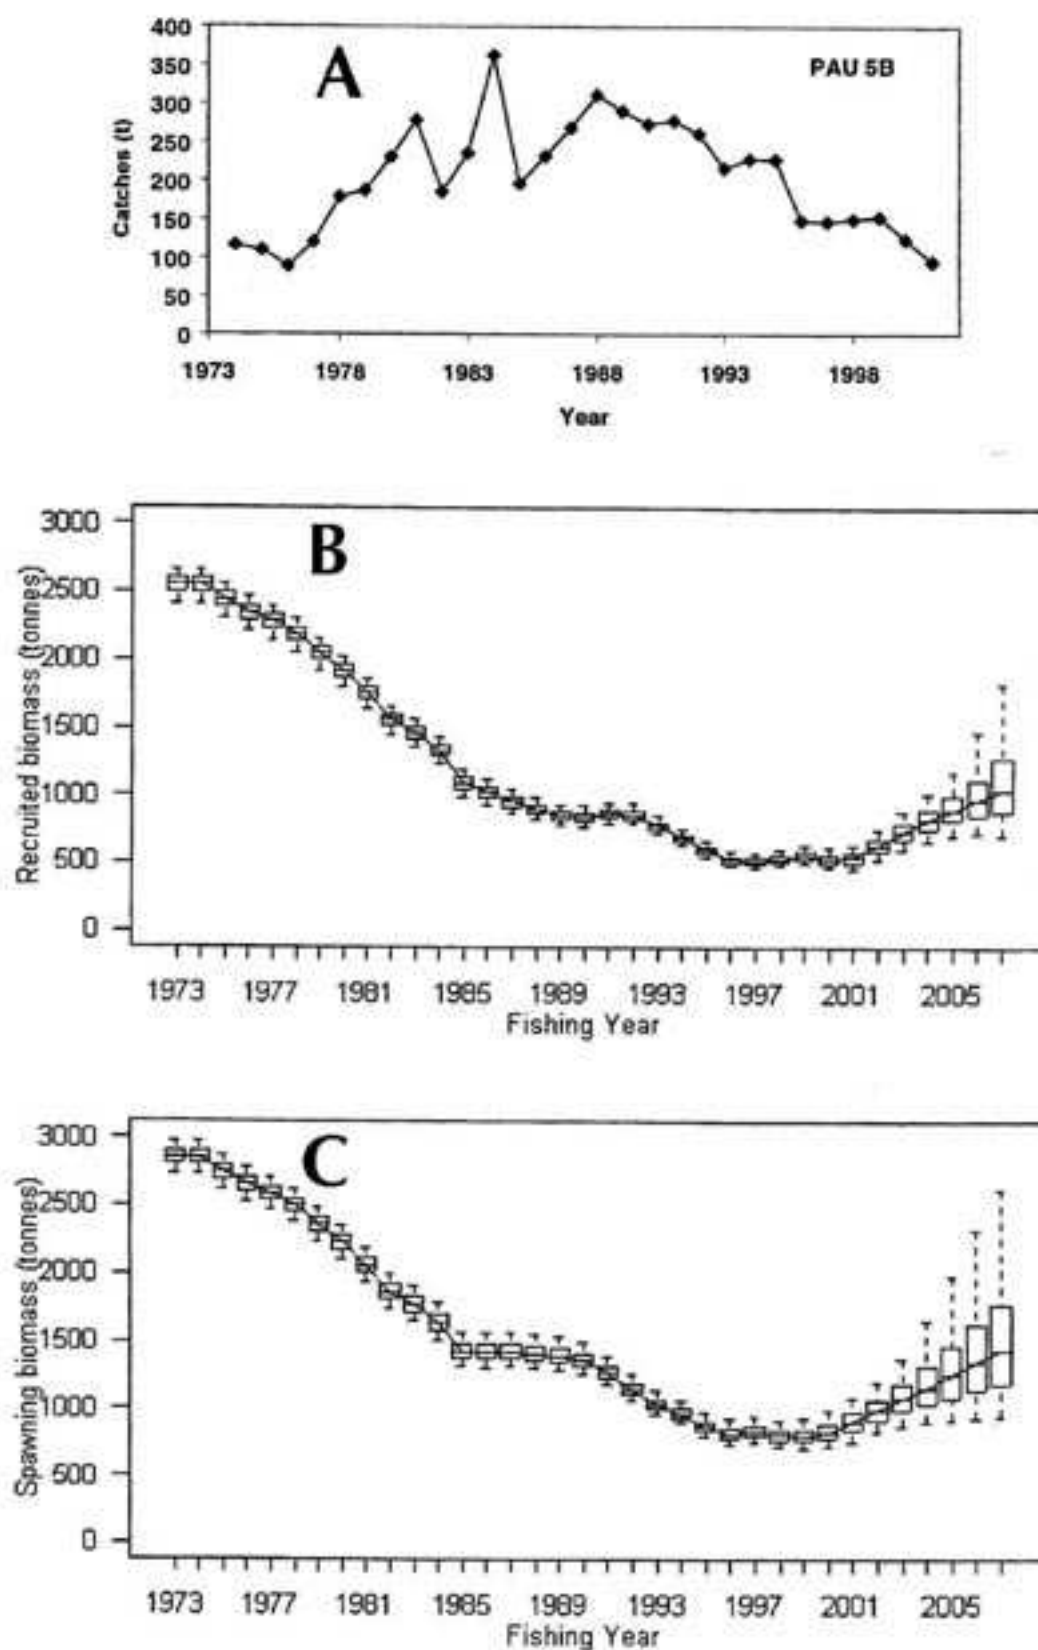 A
PAU 5B
Catches (t)
400
350
300
250
200
150
100
50
0
1973 1978 1983 1988 1993 1998
Year
B
Recruited biomass (tonnes)
3000
2500
2000
1500
1000
500
0
1973 1977 1981 1985 1989 1993 1997 2001 2005
Fishing Year
C
Spawning biomass (tonnes)
3000
2500
2000
1500
1000
500
0
1973 1977 1981 1985 1989 1993 1997 2001 2005
Fishing Year